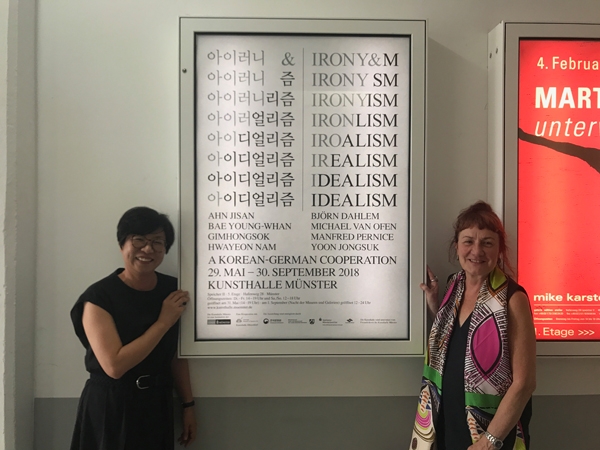 아이러니 & IRONY&M
아이러니 즘 IRONY SM
아이러니리즘 IRONYISM
아이러얼리즘 IRONLISM
아이디얼리즘 IROALISM
아이디얼리즘 IREALISM
아이디얼리즘 IDEALISM
아이디얼리즘 IDEALISM
AHN JISAN
BAE YOUNG-WHAN
GIMHONGSOK
HWAYEON NAM
BJÖRN DAHLEM
MICHAEL VAN OFEN
MANFRED PERNICE
YOON JONGSUK
A KOREAN-GERMAN COOPERATION
29. MAI – 30. SEPTEMBER 2018
KUNSTHALLE MÜNSTER
4. Februa
MART
unterw
mike karste
1. Etage >>>